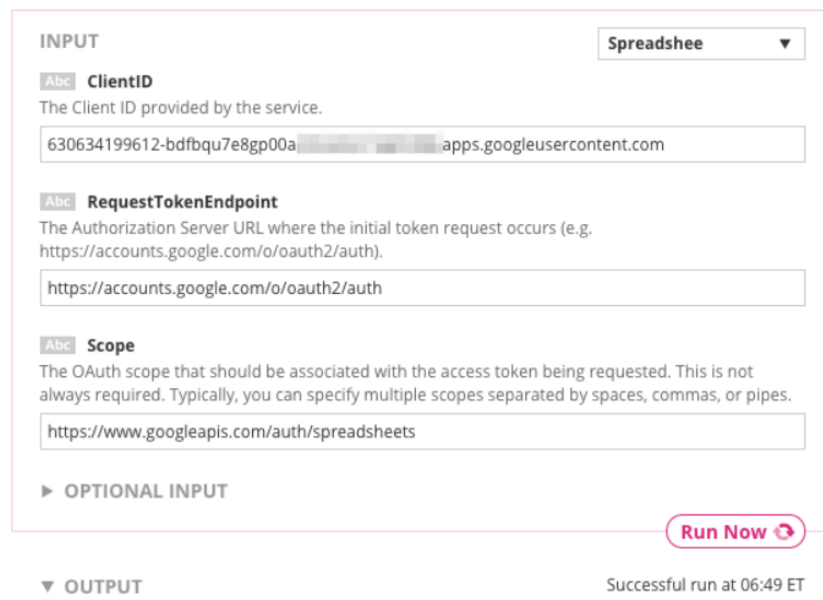 INPUT
Spreadshee
Abc ClientID
The Client ID provided by the service.
630634199612-bdfbqu7e8gp00a apps.googleusercontent.com
Abc RequestTokenEndpoint
The Authorization Server URL where the initial token request occurs (e.g.
https://accounts.google.com/o/oauth2/auth).
https://accounts.google.com/o/oauth2/auth
Abc Scope
The OAuth scope that should be associated with the access token being requested. This is not
always required. Typically, you can specify multiple scopes separated by spaces, commas, or pipes.
https://www.googleapis.com/auth/spreadsheets
OPTIONAL INPUT
Run Now
OUTPUT
Successful run at 06:49 ET